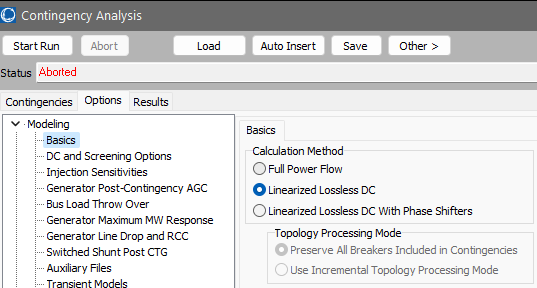 Contingency Analysis
Start Run Abort Load Auto Insert Save Other >
Status Aborted
Contingencies Options Results
Modeling
Basics
DC and Screening Options
Injection Sensitivities
Generator Post-Contingency AGC
Bus Load Throw Over
Generator Maximum MW Response
Generator Line Drop and RCC
Switched Shunt Post CTG
Auxiliary Files
Transient Models
Basics
Calculation Method
Full Power Flow
Linearized Lossless DC
Linearized Lossless DC With Phase Shifters
Topology Processing Mode
Preserve All Breakers Included in Contingencies
Use Incremental Topology Processing Mode